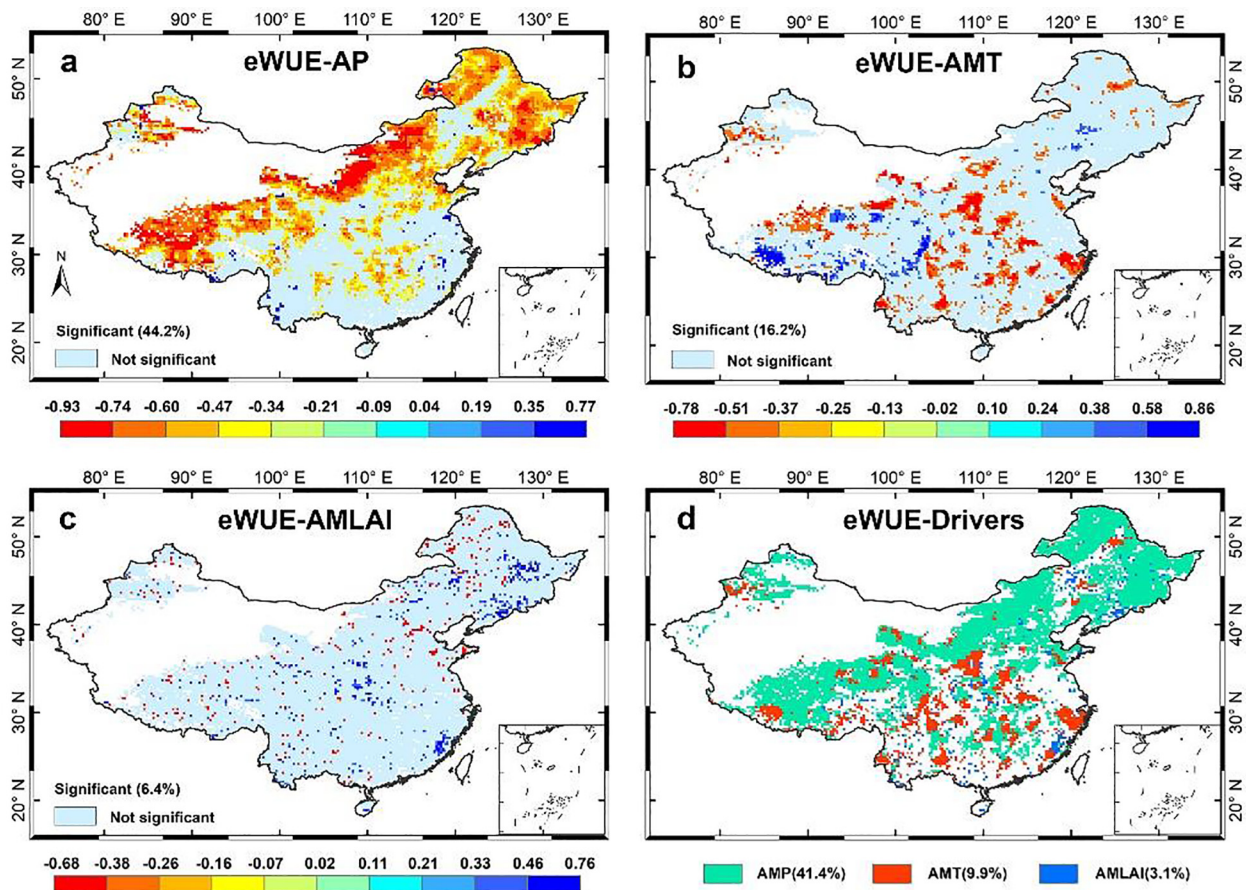 80° E 90° E 100° E 110° E 120° E 130° E
a eWUE-AP
50° N
40° N
30° N
20° N
N
Significant (44.2%)
Not significant
-0.93 -0.74 -0.60 -0.47 -0.34 -0.21 -0.09 0.04 0.19 0.35 0.77
80° E 90° E 100° E 110° E 120° E 130° E
b eWUE-AMT
50° N
40° N
30° N
20° N
Significant (16.2%)
Not significant
-0.78 -0.51 -0.37 -0.25 -0.13 -0.02 0.10 0.24 0.38 0.58 0.86
80° E 90° E 100° E 110° E 120° E 130° E
c eWUE-AMLAI
50° N
40° N
30° N
20° N
Significant (6.4%)
Not significant
-0.68 -0.38 -0.26 -0.16 -0.07 0.02 0.11 0.21 0.33 0.46 0.76
80° E 90° E 100° E 110° E 120° E 130° E
d eWUE-Drivers
50° N
40° N
30° N
20° N
AMP(41.4%) AMT(9.9%) AMLAI(3.1%)